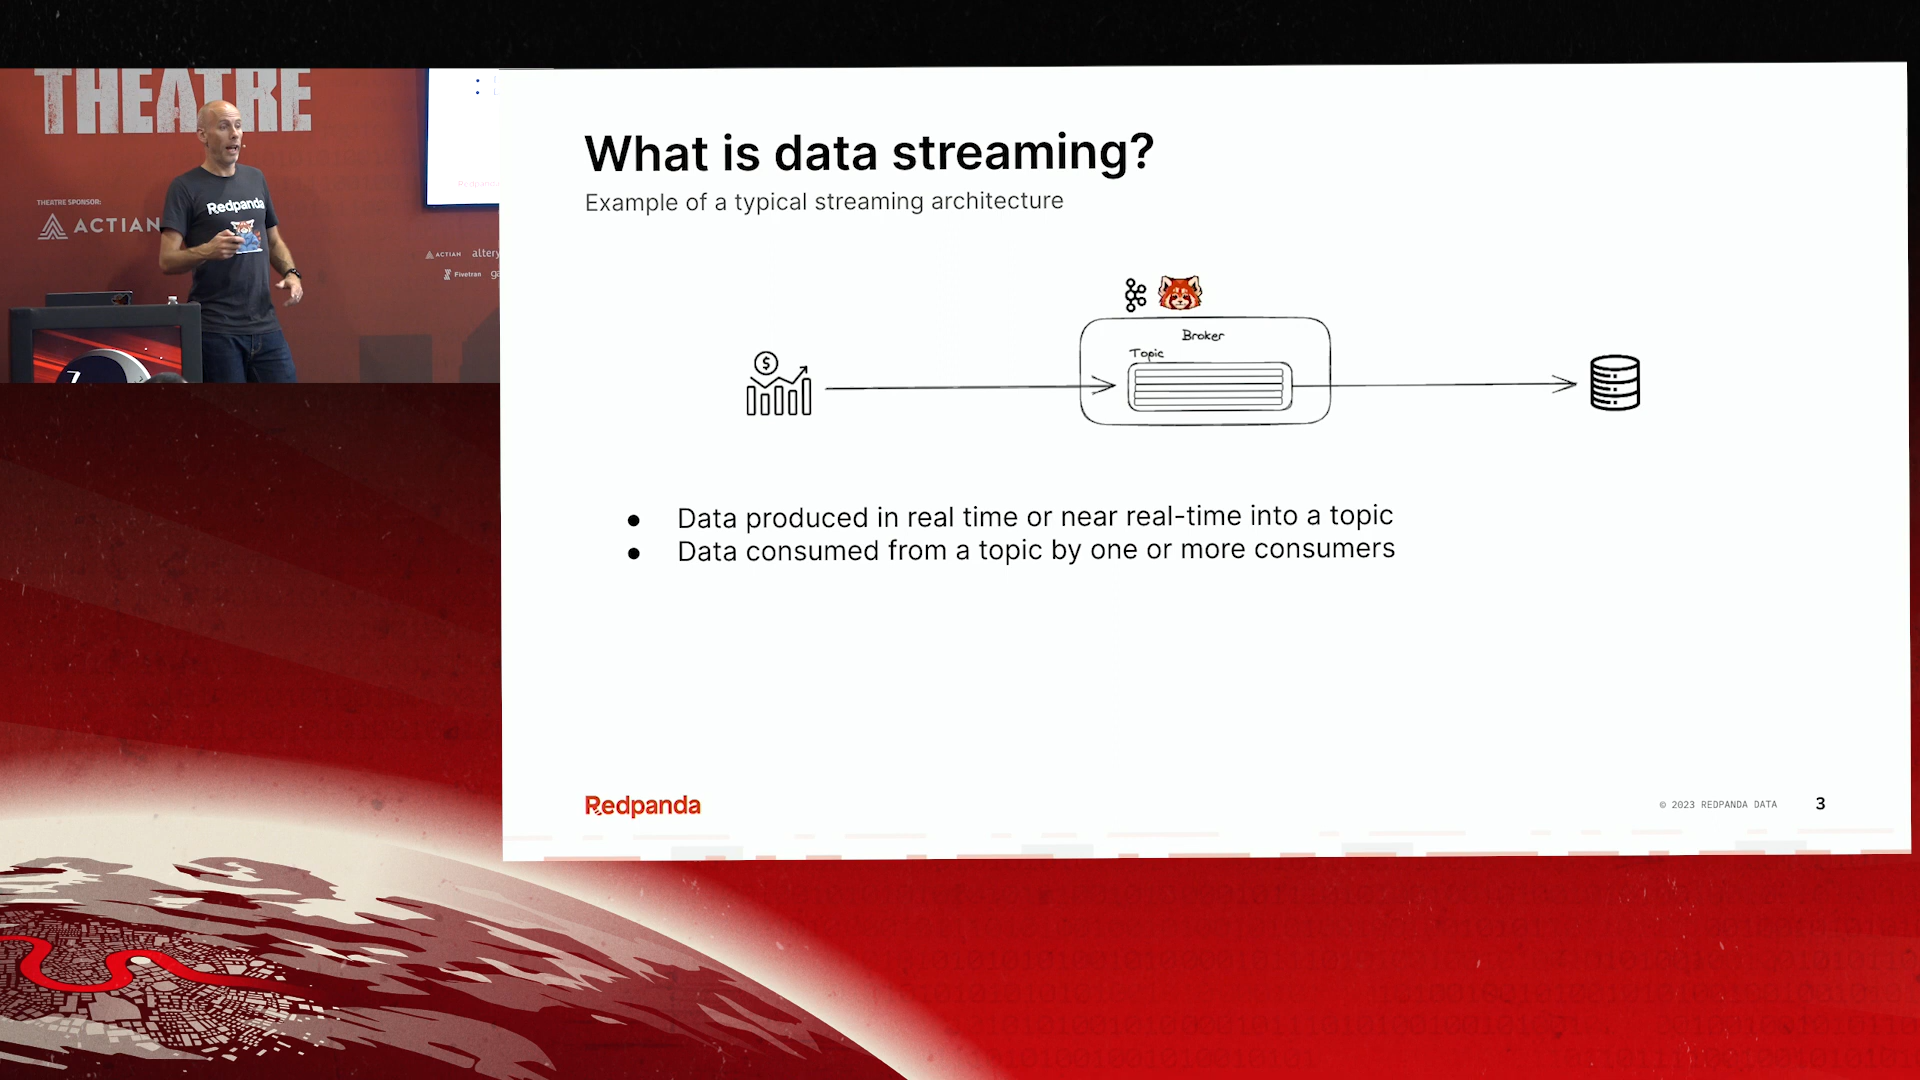 THEATRE
THEATRE SPONSOR:
ACTIAN
Redpanda
ACTIAN
Fivetran
What is data streaming?
Example of a typical streaming architecture
Broker
Topic
$
● Data produced in real time or near real-time into a topic
● Data consumed from a topic by one or more consumers
Redpanda
© 2023 REDPANDA DATA 3